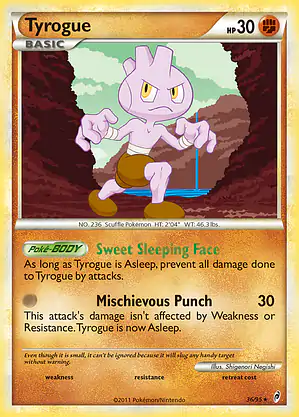 Tyrogue
HP 30
BASIC
NO. 236 Scuffle Pokémon HT. 2'04" WT. 46.3 lbs.
Poké-BODY Sweet Sleeping Face
As long as Tyrogue is Asleep, prevent all damage done
to Tyrogue by attacks.
Mischievous Punch 30
This attack's damage isn't affected by Weakness or
Resistance. Tyrogue is now Asleep.
Even though it is small, it can't be ignored because it will slug any handy target
without warning.
Illus. Shigenori Negishi
weakness resistance retreat cost
©2011 Pokémon/Nintendo
36/95 ★